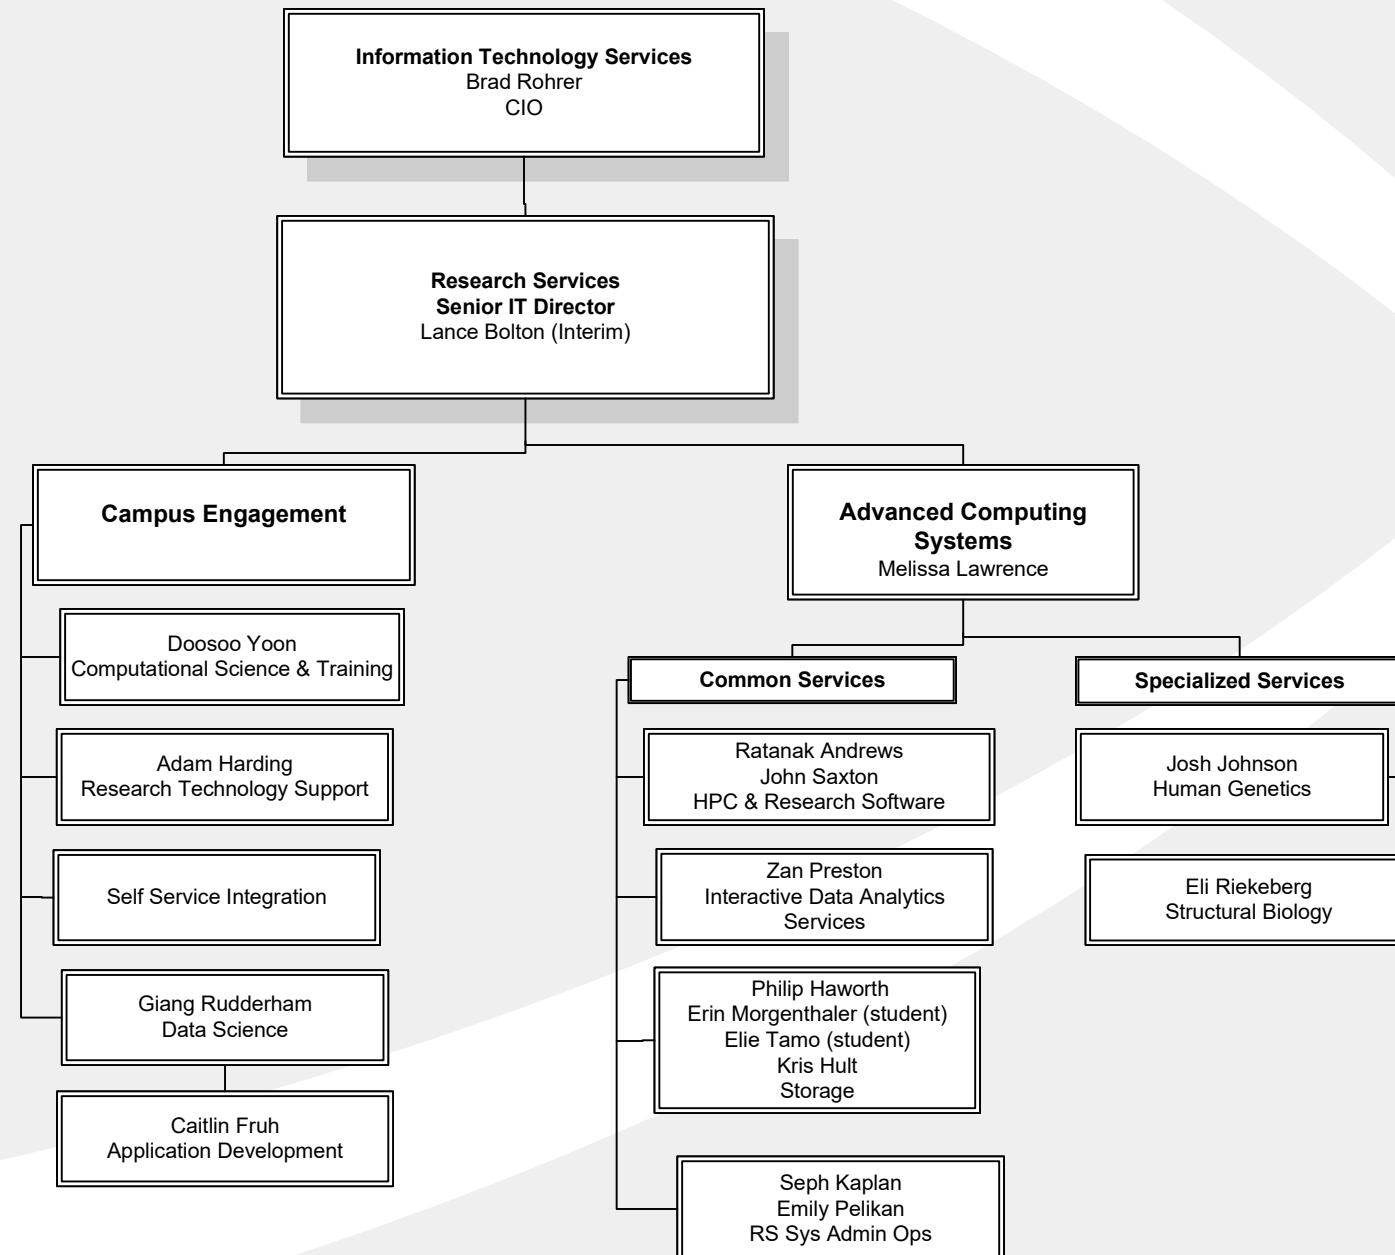 Information Technology Services
Brad Rohrer
CIO
Research Services
Senior IT Director
Lance Bolton (Interim)
Campus Engagement
Doosoo Yoon
Computational Science & Training
Adam Harding
Research Technology Support
Self Service Integration
Giang Rudderham
Data Science
Caitlin Fruh
Application Development
Advanced Computing
Systems
Melissa Lawrence
Common Services
Ratanak Andrews
John Saxton
HPC & Research Software
Zan Preston
Interactive Data Analytics
Services
Philip Haworth
Erin Morgenthaler (student)
Elie Tamo (student)
Kris Hult
Storage
Seph Kaplan
Emily Pelikan
RS Sys Admin Ops
Specialized Services
Josh Johnson
Human Genetics
Eli Riekeberg
Structural Biology